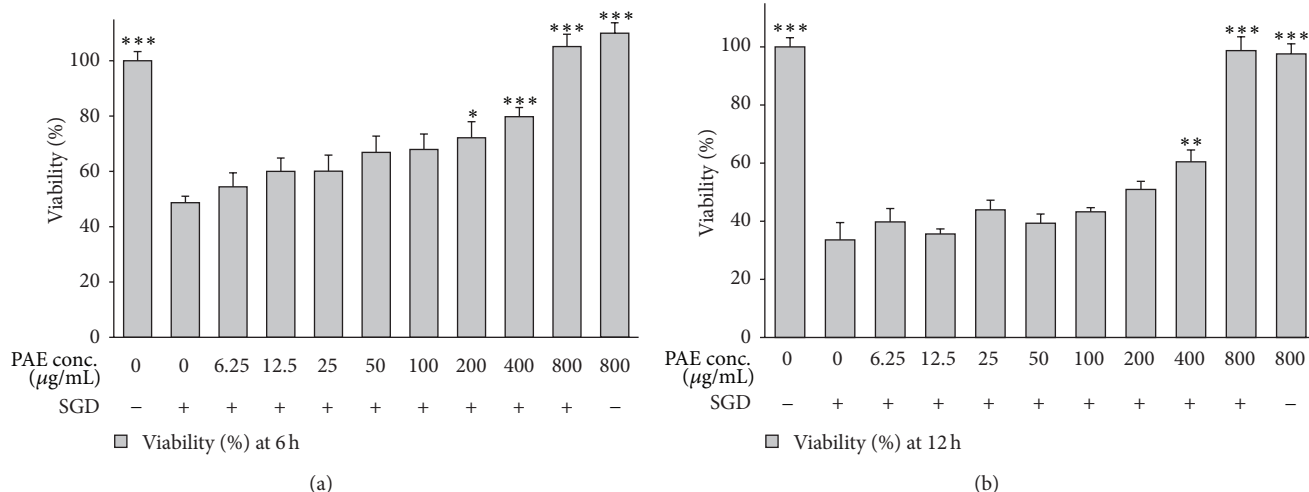 *** *** ***
100
80
60
40
20
0
Viability (%)
* ***
PAE conc. (μg/mL) 0 0 6.25 12.5 25 50 100 200 400 800 800
SGD − + + + + + + + + + −
Viability (%) at 6 h
(a)
*** *** ***
100
80
60
40
20
0
Viability (%)
**
PAE conc. (μg/mL) 0 0 6.25 12.5 25 50 100 200 400 800 800
SGD − + + + + + + + + + −
Viability (%) at 12 h
(b)